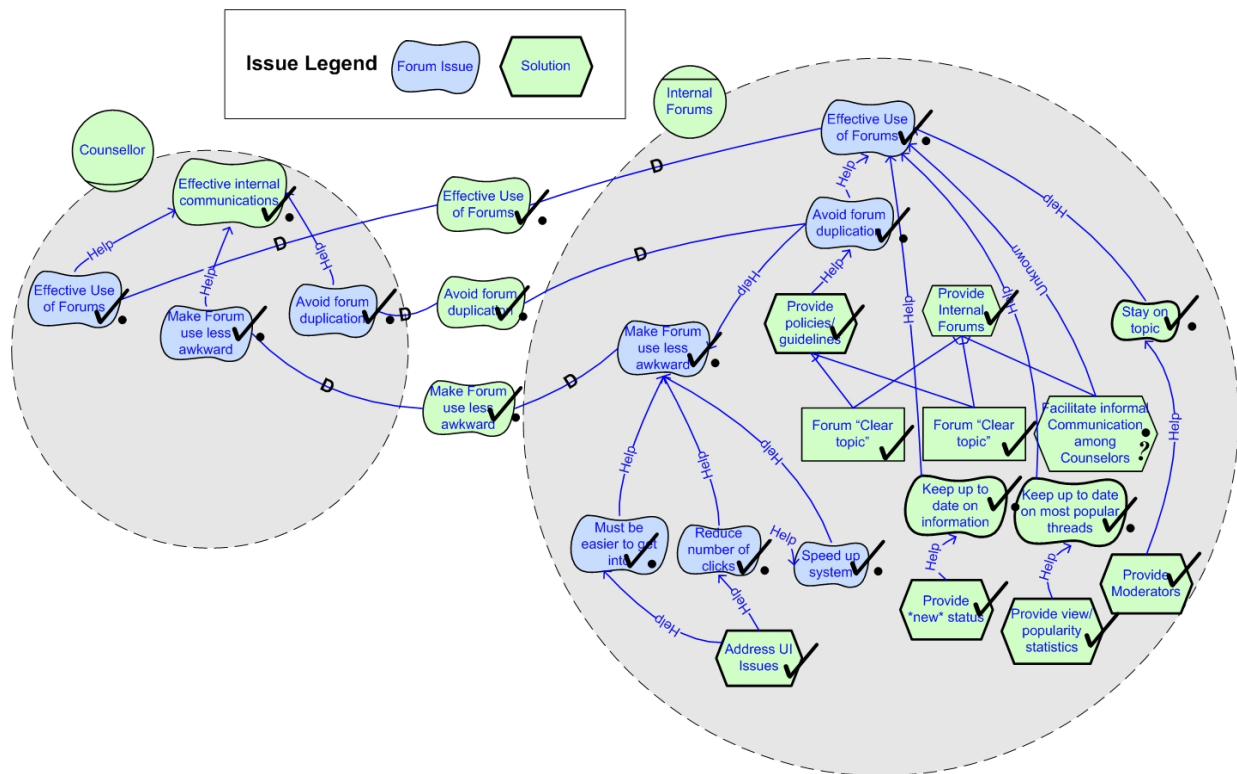 Issue Legend
Forum Issue
Solution
Counsellor
Internal
Forums
Effective internal
communications
Help
Help
Help
Effective Use
of Forums
Make Forum
use less
awkward
Avoid forum
duplication
D
D
D
Effective Use
of Forums
Avoid forum
duplication
Make Forum
use less
awkward
D
D
Effective Use
of Forums
Help
Avoid forum
duplication
Help
Help
Help
Unknown
Help
Help
Provide
policies/
guidelines
Provide
Internal
Forums
Stay on
topic
Make Forum
use less
awkward
Forum “Clear
topic”
Forum “Clear
topic”
Facilitate informal
Communication
among
Counselors
?
Help
Help
Help
Help
Help
Must be
easier to get
into
Reduce
number of
clicks
Speed up
system
Keep up to
date on
information
Keep up to date
on most popular
threads
Help
Help
Help
Help
Provide
*new* status
Provide view/
popularity
statistics
Provide
Moderators
Address UI
Issues